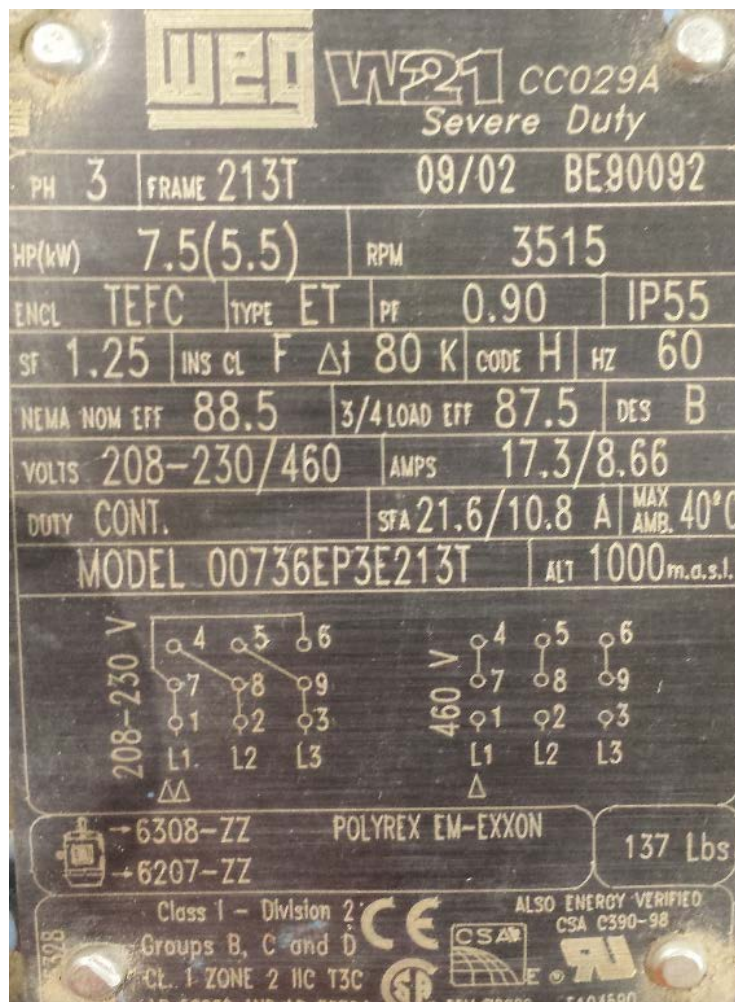 WEG W21 CC029A
Severe Duty
PH 3 FRAME 213T 09/02 BE90092
HP(kW) 7.5(5.5) RPM 3515
ENCL TEFC TYPE ET PF 0.90 IP55
SF 1.25 INS CL F Δt 80 K CODE H HZ 60
NEMA NOM EFF 88.5 3/4 LOAD EFF 87.5 DES B
VOLTS 208-230/460 AMPS 17.3/8.66
DUTY CONT. SFA 21.6/10.8 A MAX AMB. 40°C
MODEL 00736EP3E213T ALT 1000 m.a.s.l.
208-230 V
4 5 6
7 8 9
1 2 3
L1 L2 L3
ΔΔ
460 V
4 5 6
7 8 9
1 2 3
L1 L2 L3
Δ
→6308-ZZ POLYREX EM-EXXON
→6207-ZZ
137 Lbs
Class 1 - Division 2
Groups B, C and D
CL. 1 ZONE 2 IIC T3C
CE
CSA
E
SP
ALSO ENERGY VERIFIED
CSA C390-98
RU